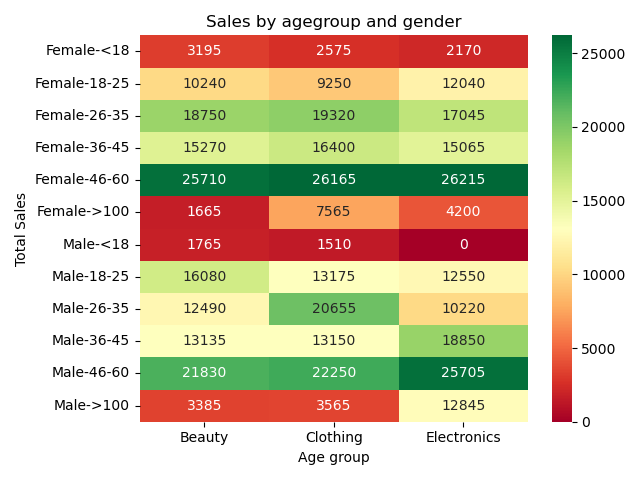 Sales by agegroup and gender
Female-<18 3195 2575 2170
Female-18-25 10240 9250 12040
Female-26-35 18750 19320 17045
Female-36-45 15270 16400 15065
Female-46-60 25710 26165 26215
Female->100 1665 7565 4200
Male-<18 1765 1510 0
Male-18-25 16080 13175 12550
Male-26-35 12490 20655 10220
Male-36-45 13135 13150 18850
Male-46-60 21830 22250 25705
Male->100 3385 3565 12845
Beauty Clothing Electronics
Age group
Total Sales
25000
20000
15000
10000
5000
0